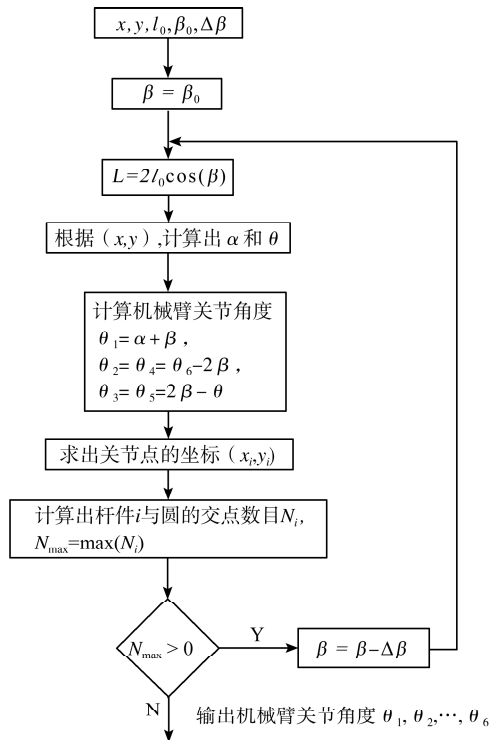 x,y,l₀,β₀,Δβ
β = β₀
L=2l₀cos(β)
根据（x,y）,计算出 α 和 θ
计算机械臂关节角度
θ₁=α+β，
θ₂=θ₄=θ₆-2β，
θ₃=θ₅=2β-θ
求出关节点的坐标（xᵢ,yᵢ)
计算出杆件i与圆的交点数目Nᵢ,
Nmax=max(Nᵢ)
Nmax > 0
Y
β = β-Δβ
N
输出机械臂关节角度 θ₁, θ₂,…, θ₆